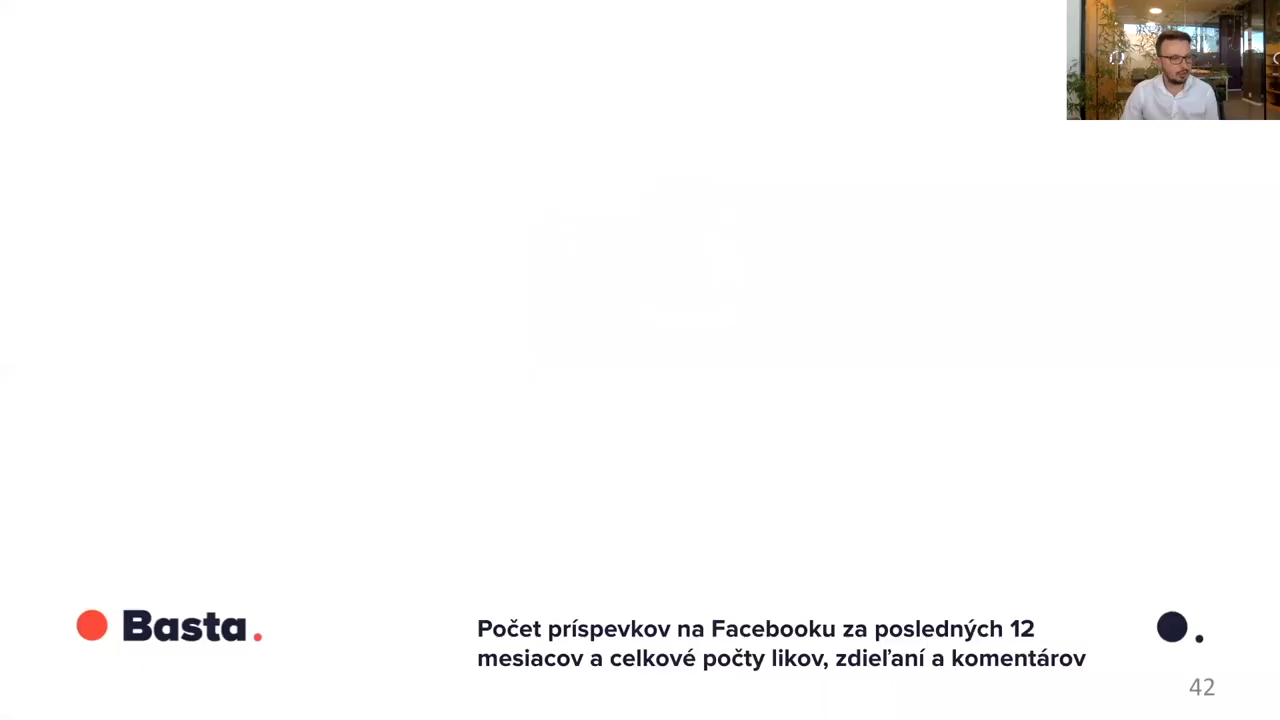 Basta.
Počet príspevkov na Facebooku za posledných 12
mesiacov a celkové počty likov, zdieľaní a komentárov
42